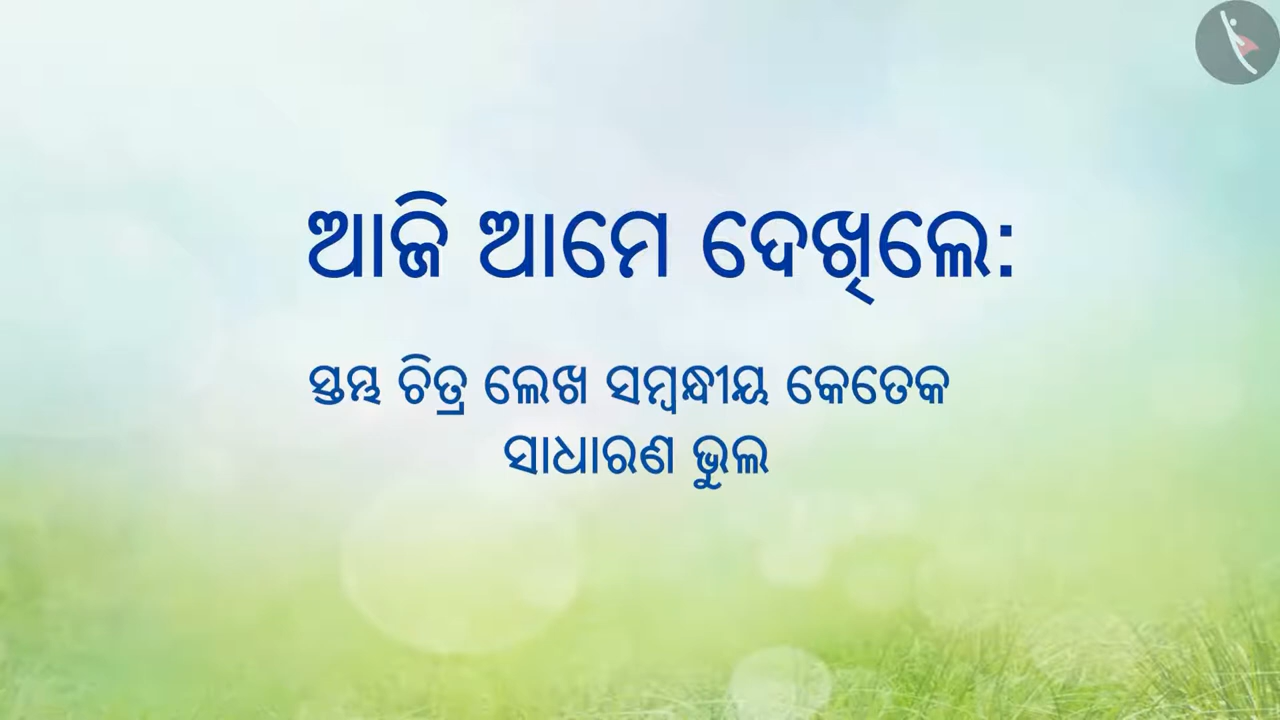 ଆଜି ଆମେ ଦେଖିଲେ:
ସ୍ତମ୍ଭ ଚିତ୍ର ଲେଖ ସମ୍ବନ୍ଧୀୟ କେତେକ
ସାଧାରଣ ଭୁଲ